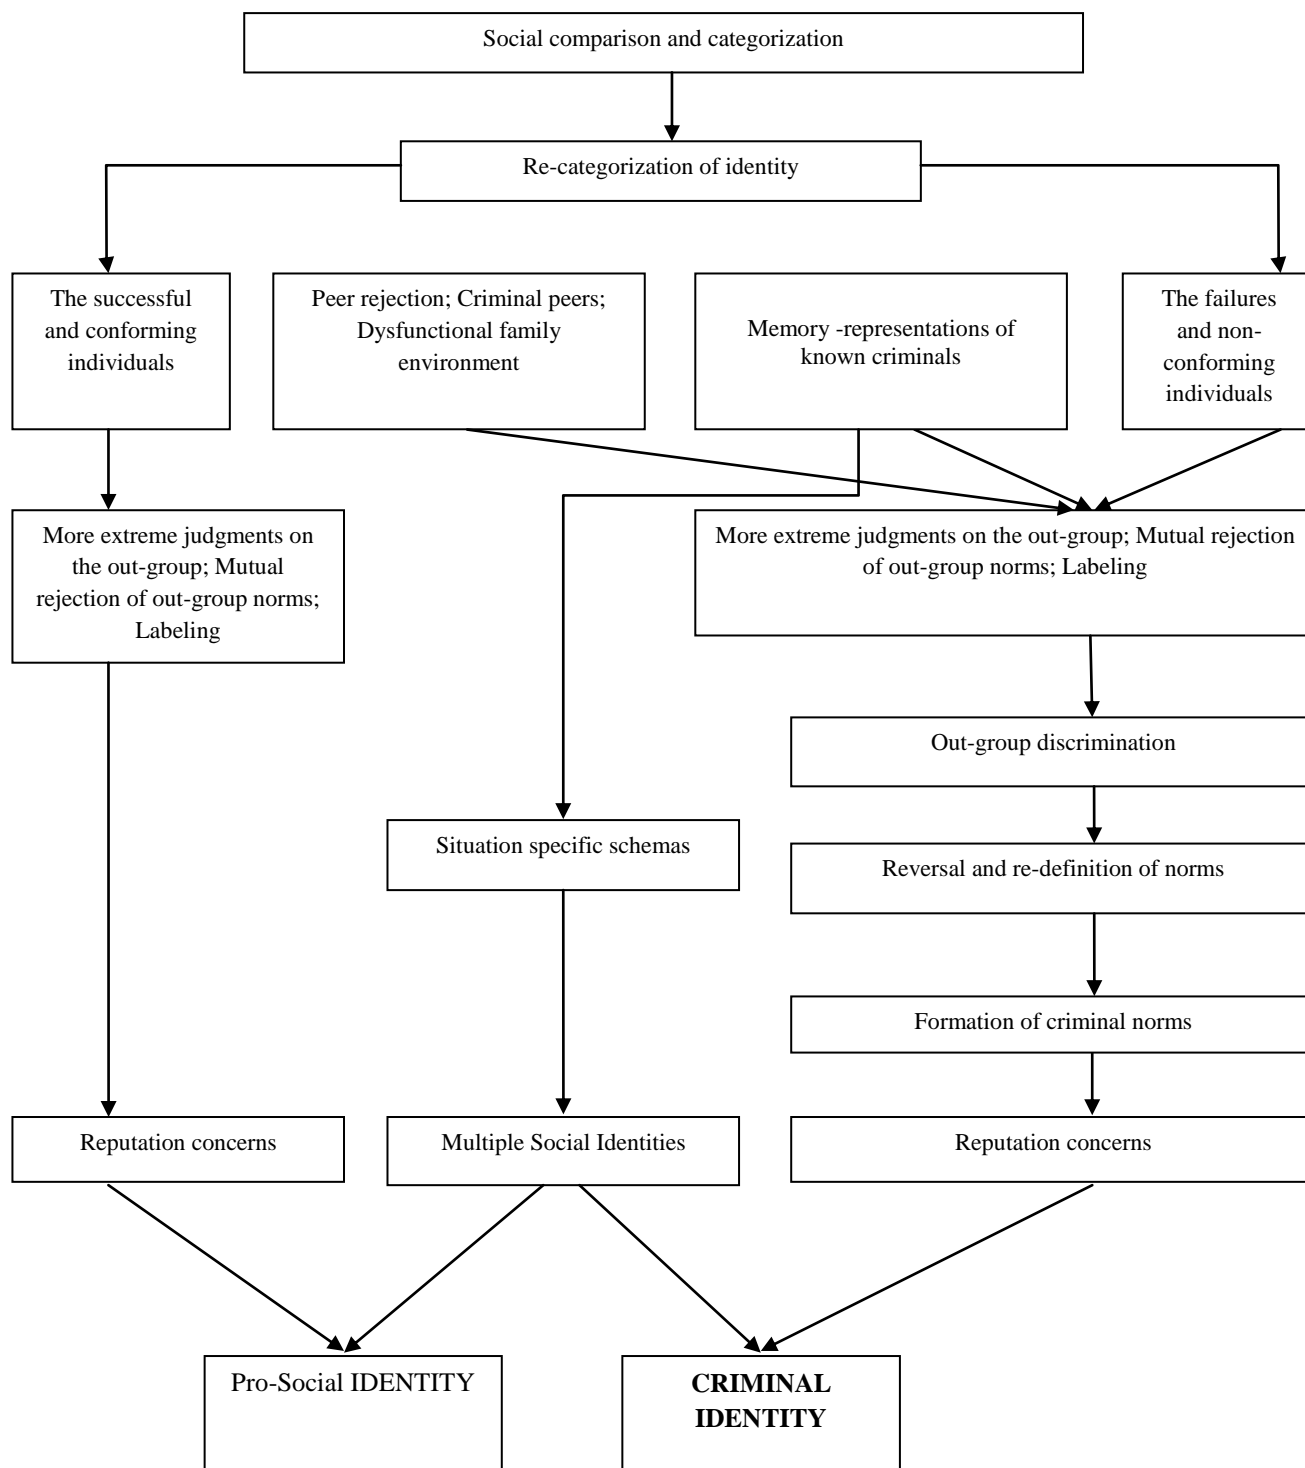 Social comparison and categorization
Re-categorization of identity
The successful
and conforming
individuals
Peer rejection; Criminal peers;
Dysfunctional family
environment
Memory -representations of
known criminals
The failures
and non-
conforming
individuals
More extreme judgments on
the out-group; Mutual
rejection of out-group norms;
Labeling
More extreme judgments on the out-group; Mutual rejection
of out-group norms; Labeling
Out-group discrimination
Situation specific schemas
Reversal and re-definition of norms
Formation of criminal norms
Reputation concerns
Multiple Social Identities
Reputation concerns
Pro-Social IDENTITY
CRIMINAL
IDENTITY